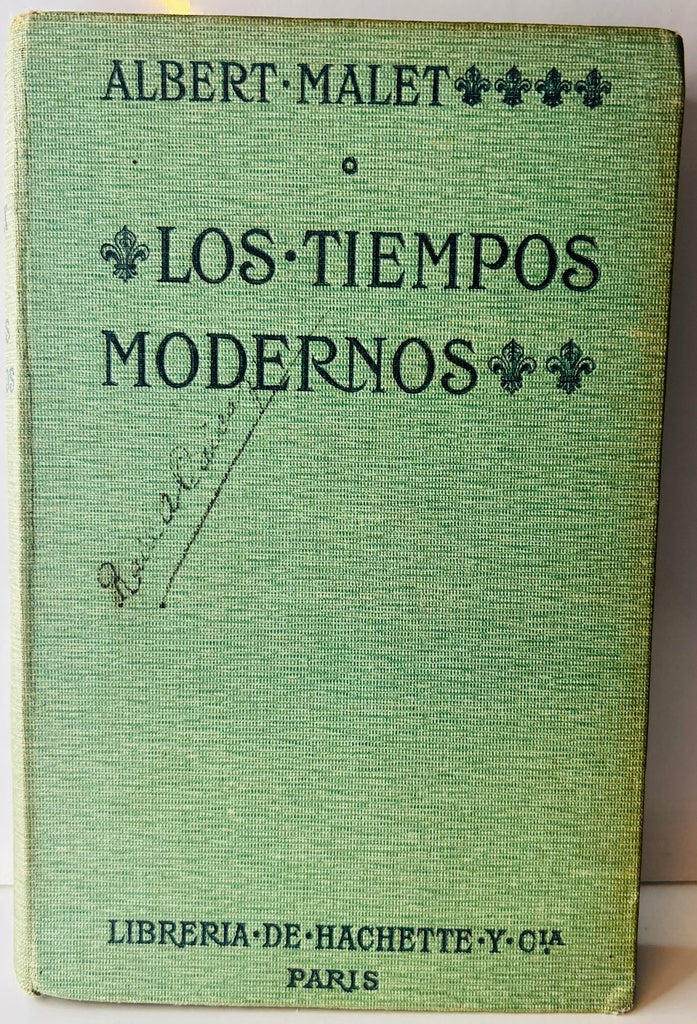 ALBERT·MALET
LOS·TIEMPOS
MODERNOS
LIBRERIA·DE·HACHETTE·Y·CIA
PARIS